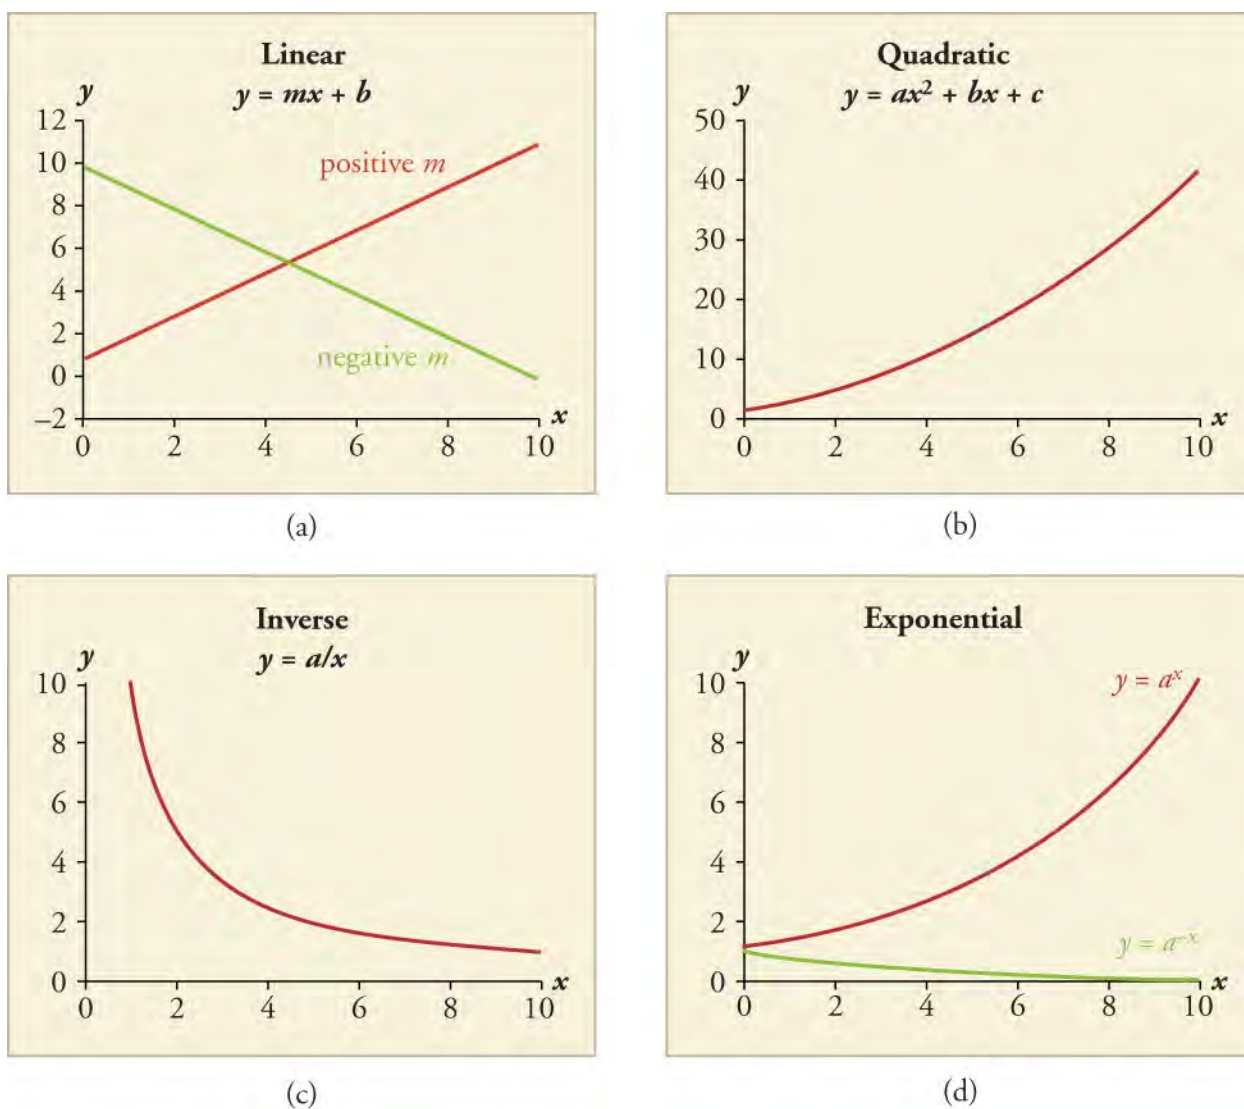 Linear
y = mx + b
y
12
10
8
6
4
2
0
–2
positive m
negative m
x
0 2 4 6 8 10
(a)
Quadratic
y = ax² + bx + c
y
50
40
30
20
10
0
x
0 2 4 6 8 10
(b)
Inverse
y = a/x
y
10
8
6
4
2
0
x
0 2 4 6 8 10
(c)
Exponential
y
10
8
6
4
2
0
y = aˣ
y = a⁻ˣ
x
0 2 4 6 8 10
(d)